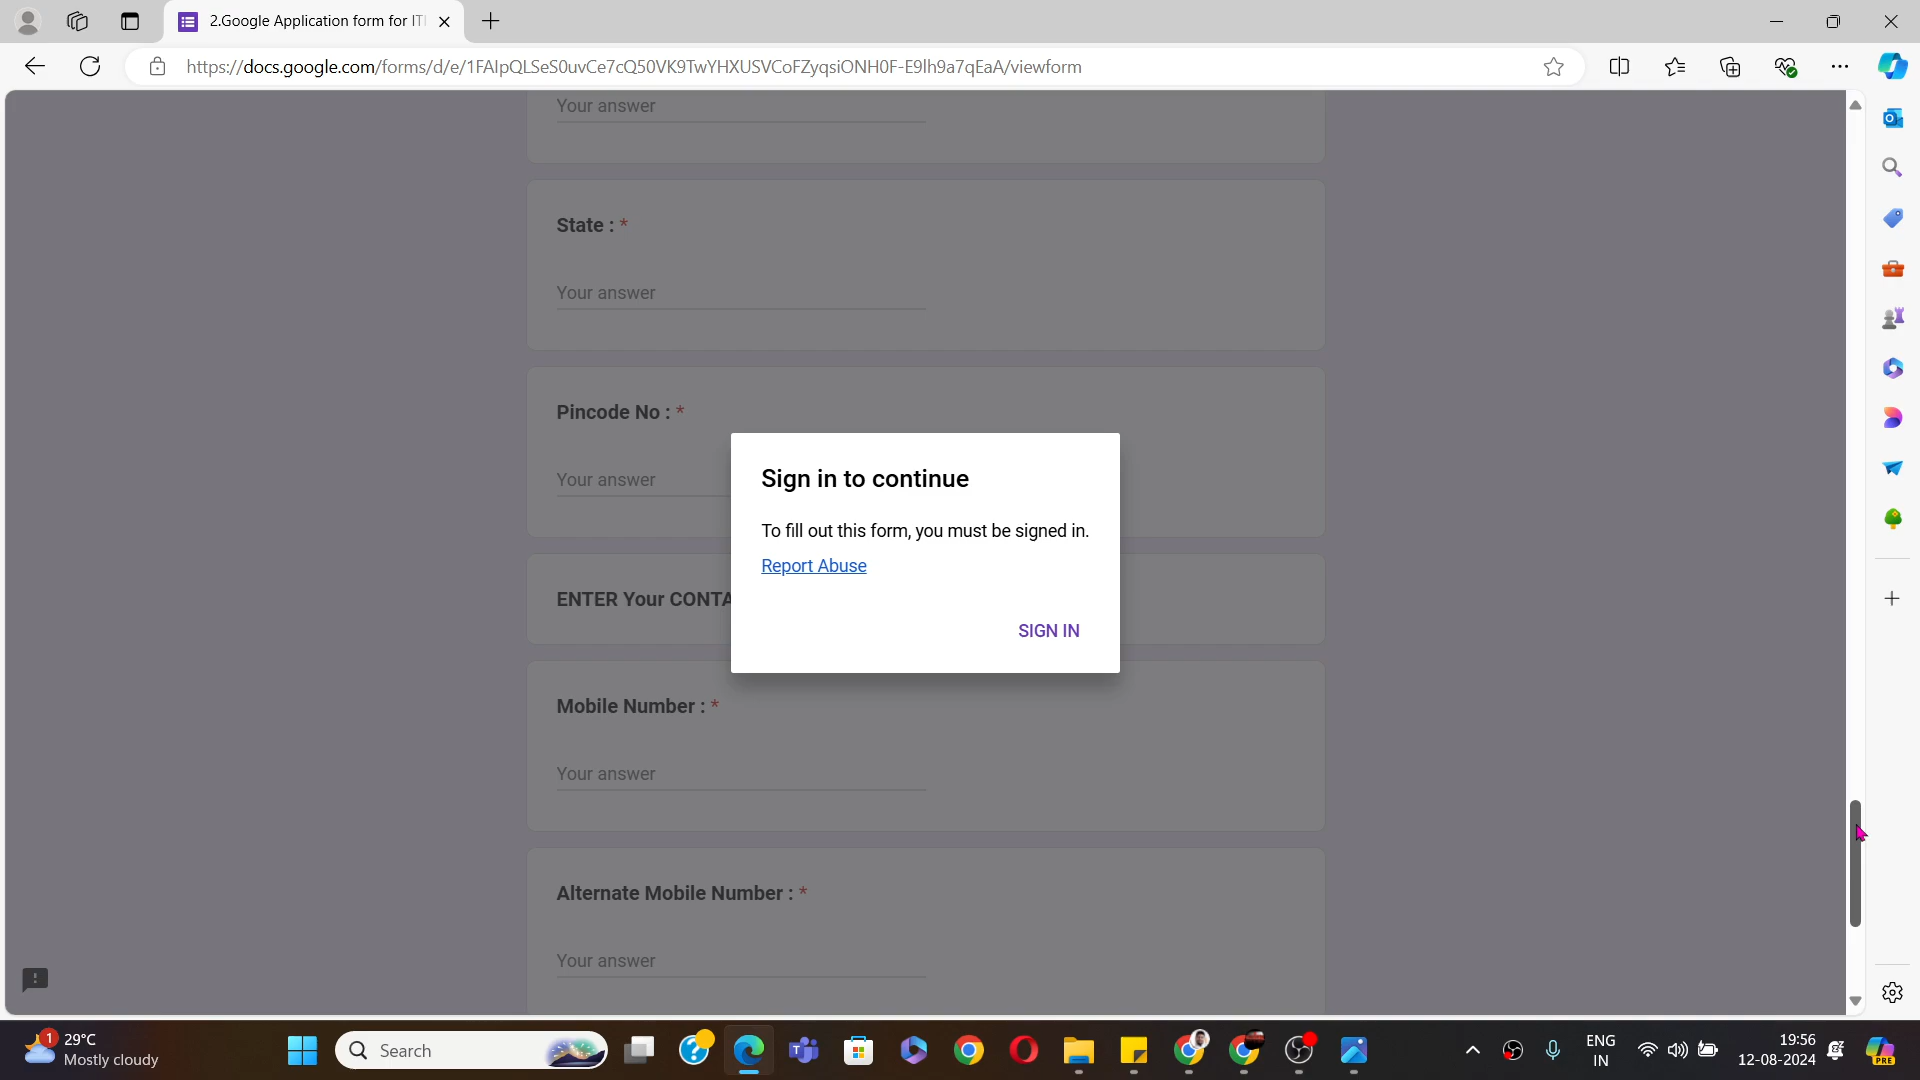 2.Google Application form for ITI
https://docs.google.com/forms/d/e/1FAIpQLSeS0uvCe7cQ50VK9TwYHXUSVCoFZyqsiONH0F-E9lh9a7qEaA/viewform
Your answer
State : *
Your answer
Pincode No : *
Your answer
Sign in to continue
To fill out this form, you must be signed in.
Report Abuse
SIGN IN
ENTER Your CONTA
Mobile Number : *
Your answer
Alternate Mobile Number : *
Your answer
1
29°C
Mostly cloudy
Search
ENG
IN
19:56
12-08-2024
PRE